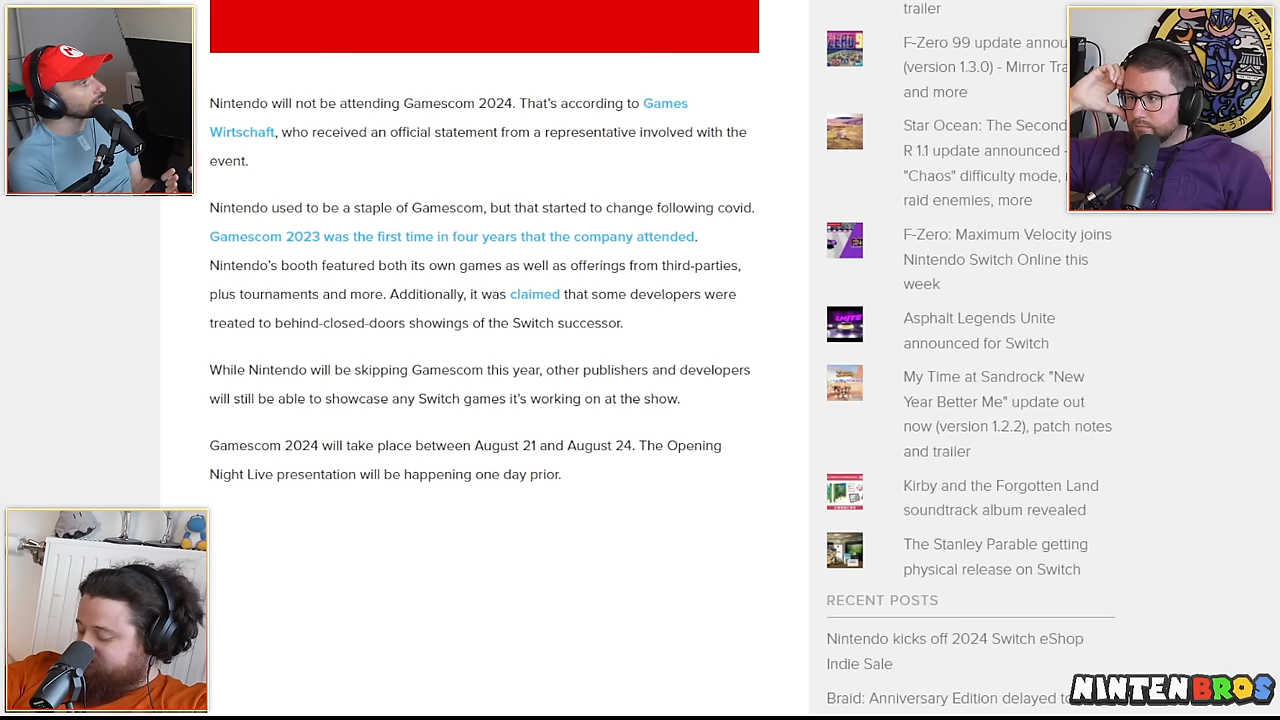 Nintendo will not be attending Gamescom 2024. That’s according to Games
Wirtschaft, who received an official statement from a representative involved with the
event.
Nintendo used to be a staple of Gamescom, but that started to change following covid.
Gamescom 2023 was the first time in four years that the company attended.
Nintendo’s booth featured both its own games as well as offerings from third-parties,
plus tournaments and more. Additionally, it was claimed that some developers were
treated to behind-closed-doors showings of the Switch successor.
While Nintendo will be skipping Gamescom this year, other publishers and developers
will still be able to showcase any Switch games it’s working on at the show.
Gamescom 2024 will take place between August 21 and August 24. The Opening
Night Live presentation will be happening one day prior.
trailer
F-Zero 99 update
(version 1.3.0) - Mirror
and more
Star Ocean: The Second
R 1.1 update announced -
"Chaos" difficulty mode,
raid enemies, more
F-Zero: Maximum Velocity joins
Nintendo Switch Online this
week
Asphalt Legends Unite
announced for Switch
My Time at Sandrock "New
Year Better Me" update out
now (version 1.2.2), patch notes
and trailer
Kirby and the Forgotten Land
soundtrack album revealed
The Stanley Parable getting
physical release on Switch
RECENT POSTS
Nintendo kicks off 2024 Switch eShop
Indie Sale
Braid: Anniversary Edition delayed
NINTENBROS